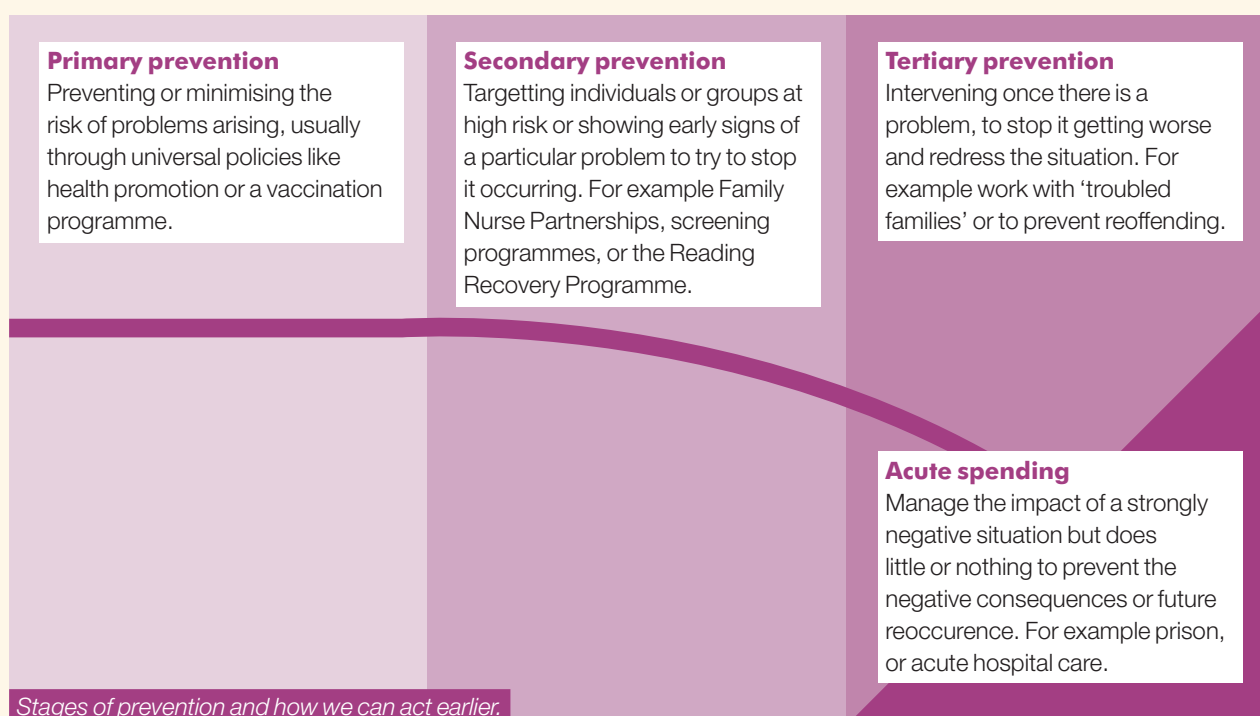 Primary prevention
Preventing or minimising the
risk of problems arising, usually
through universal policies like
health promotion or a vaccination
programme.
Secondary prevention
Targetting individuals or groups at
high risk or showing early signs of
a particular problem to try to stop
it occurring. For example Family
Nurse Partnerships, screening
programmes, or the Reading
Recovery Programme.
Tertiary prevention
Intervening once there is a
problem, to stop it getting worse
and redress the situation. For
example work with ‘troubled
families’ or to prevent reoffending.
Acute spending
Manage the impact of a strongly
negative situation but does
little or nothing to prevent the
negative consequences or future
reoccurence. For example prison,
or acute hospital care.
Stages of prevention and how we can act earlier.